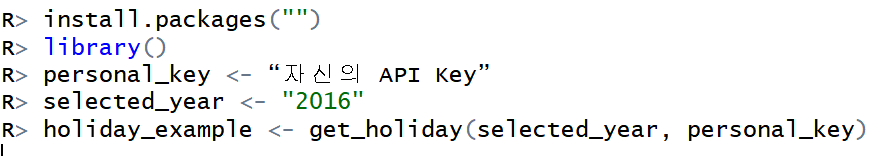 R> install.packages("")
R> library()
R> personal_key <- “자신의 API Key”
R> selected_year <- "2016"
R> holiday_example <- get_holiday(selected_year, personal_key)